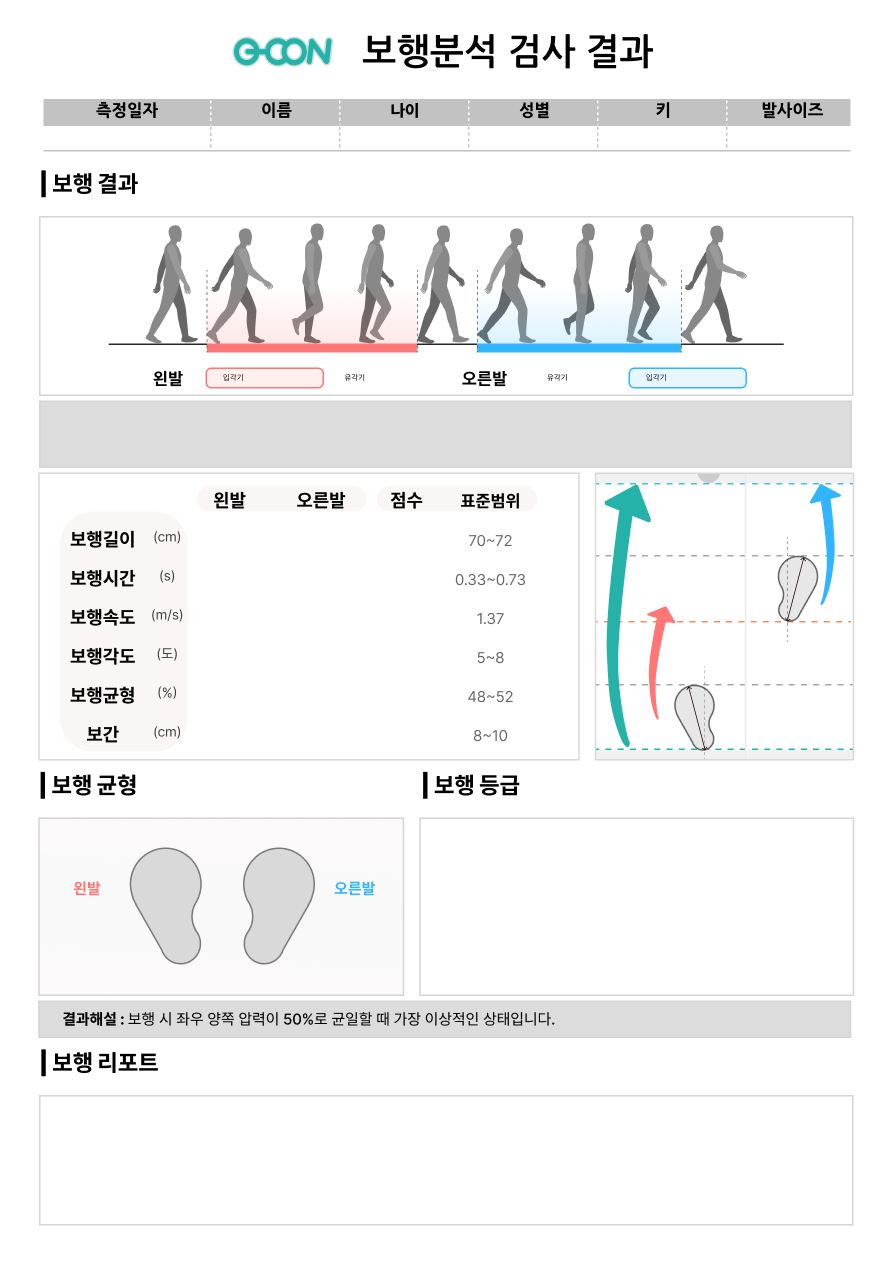 G-CON 보행분석 검사 결과
측정일자 이름 나이 성별 키 발사이즈
보행 결과
왼발 입각기 유각기 오른발 유각기 입각기
왼발 오른발 점수 표준범위
보행길이 (cm) 70~72
보행시간 (s) 0.33~0.73
보행속도 (m/s) 1.37
보행각도 (도) 5~8
보행균형 (%) 48~52
보간 (cm) 8~10
보행 균형 보행 등급
왼발 오른발
결과해설 : 보행 시 좌우 양쪽 압력이 50%로 균일할 때 가장 이상적인 상태입니다.
보행 리포트